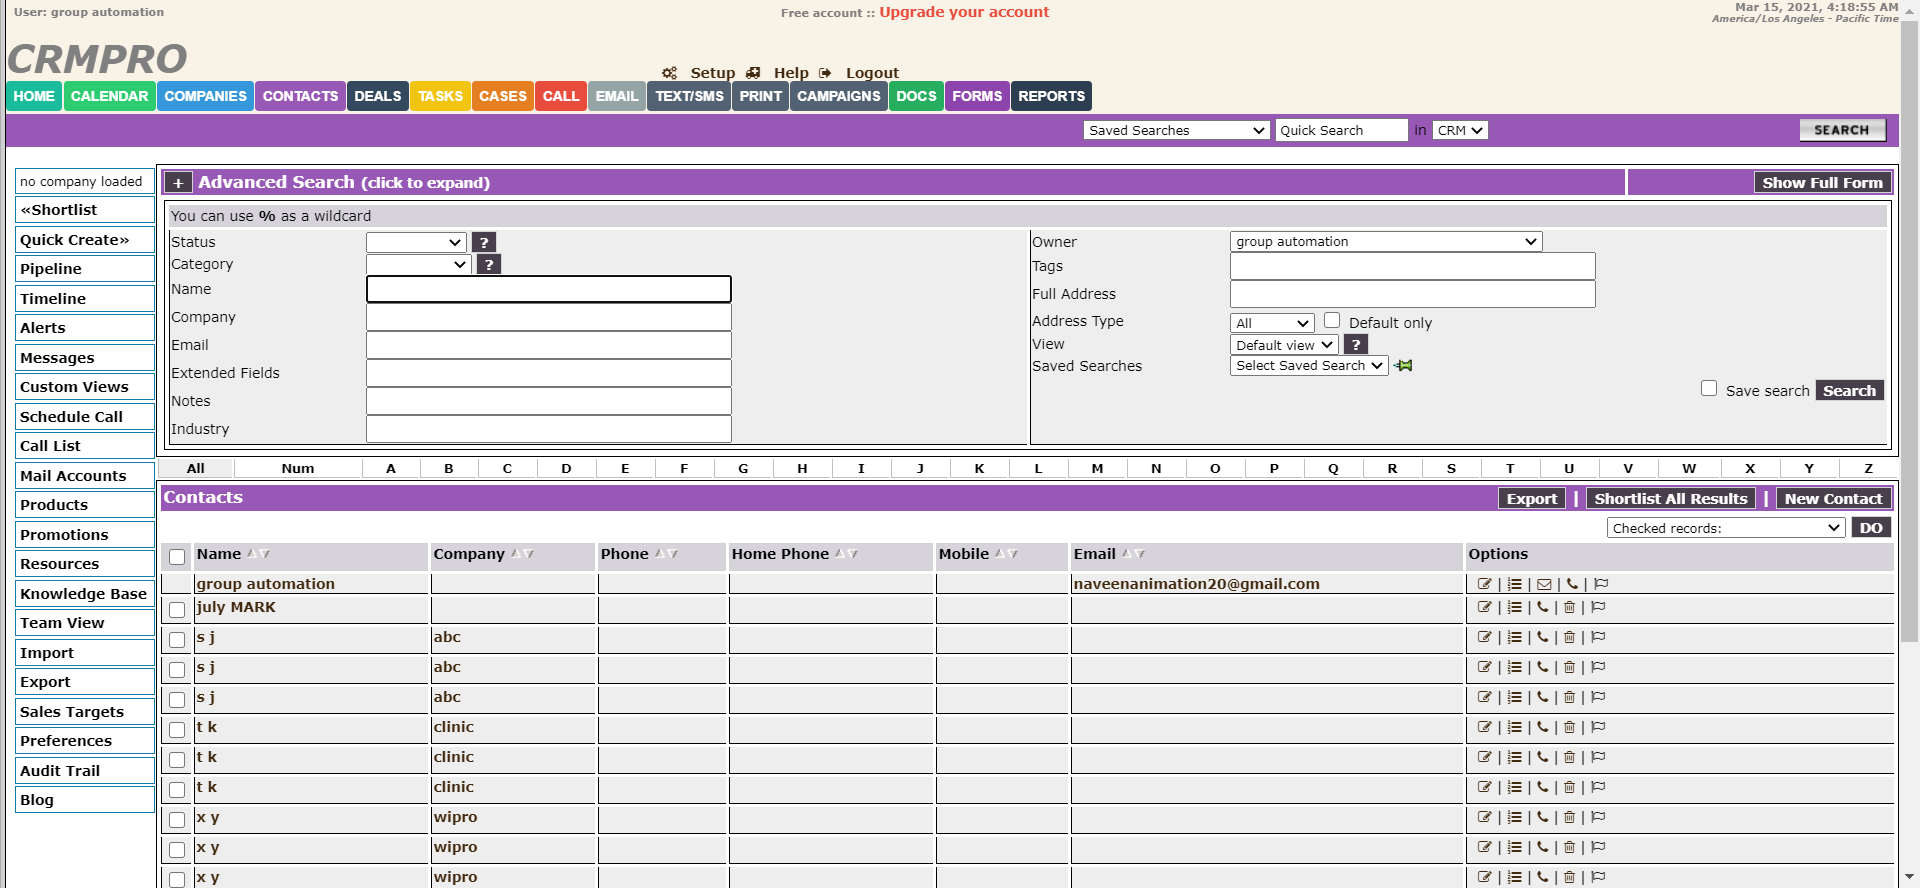 User: group automation
Free account :: Upgrade your account
Mar 15, 2021, 4:18:55 AM
America/Los Angeles - Pacific Time
CRMPRO
Setup Help Logout
HOME CALENDAR COMPANIES CONTACTS DEALS TASKS CASES CALL EMAIL TEXT/SMS PRINT CAMPAIGNS DOCS FORMS REPORTS
Saved Searches Quick Search in CRM SEARCH
no company loaded
«Shortlist
Quick Create»
Pipeline
Timeline
Alerts
Messages
Custom Views
Schedule Call
Call List
Mail Accounts
Products
Promotions
Resources
Knowledge Base
Team View
Import
Export
Sales Targets
Preferences
Audit Trail
Blog
+ Advanced Search (click to expand) Show Full Form
You can use % as a wildcard
Status ?
Category ?
Name
Company
Email
Extended Fields
Notes
Industry
Owner group automation
Tags
Full Address
Address Type All Default only
View Default view ?
Saved Searches Select Saved Search
Save search Search
All Num A B C D E F G H I J K L M N O P Q R S T U V W X Y Z
Contacts Export | Shortlist All Results | New Contact
Checked records: DO
Name Company Phone Home Phone Mobile Email Options
group automation naveenanimation20@gmail.com | | | |
july MARK | | | |
s j abc | | | |
s j abc | | | |
s j abc | | | |
t k clinic | | | |
t k clinic | | | |
t k clinic | | | |
x y wipro | | | |
x y wipro | | | |
x y wipro | | | |